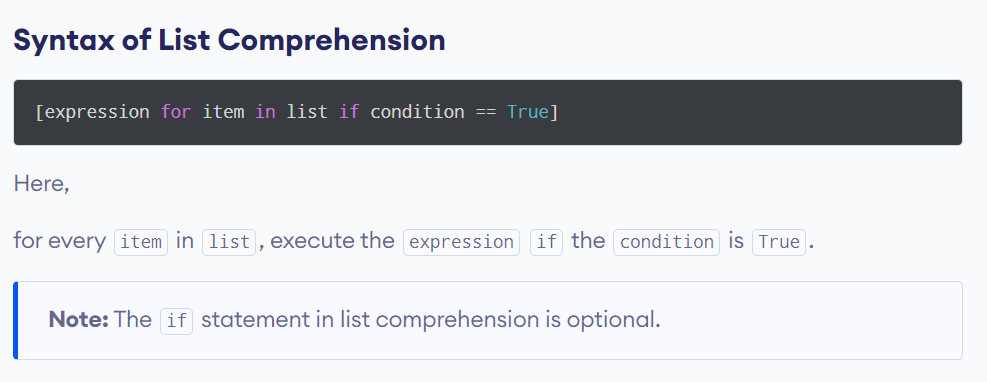 Syntax of List Comprehension
[expression for item in list if condition == True]
Here,
for every item in list, execute the expression if the condition is True.
Note: The if statement in list comprehension is optional.